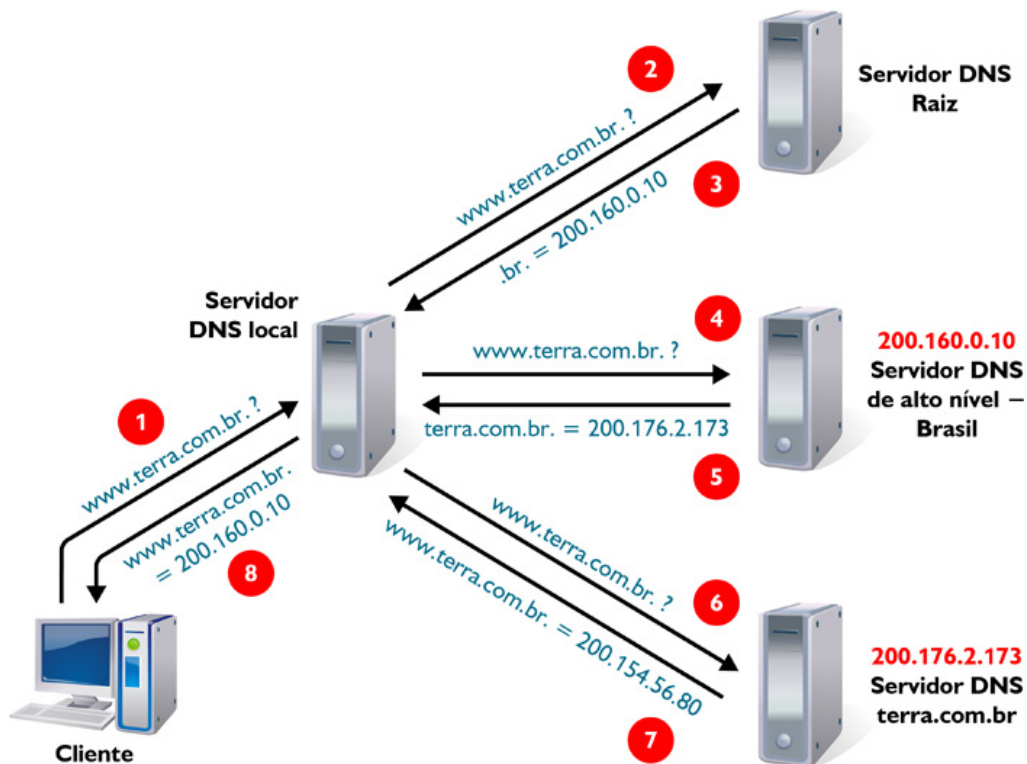 2
Servidor DNS
Raiz
www.terra.com.br. ?
3
.br. = 200.160.0.10
Servidor
DNS local
4
www.terra.com.br. ?
200.160.0.10
Servidor DNS
de alto nível –
Brasil
terra.com.br. = 200.176.2.173
5
1
www.terra.com.br. ?
www.terra.com.br.
= 200.160.0.10
8
www.terra.com.br. ?
6
www.terra.com.br. = 200.154.56.80
7
200.176.2.173
Servidor DNS
terra.com.br
Cliente